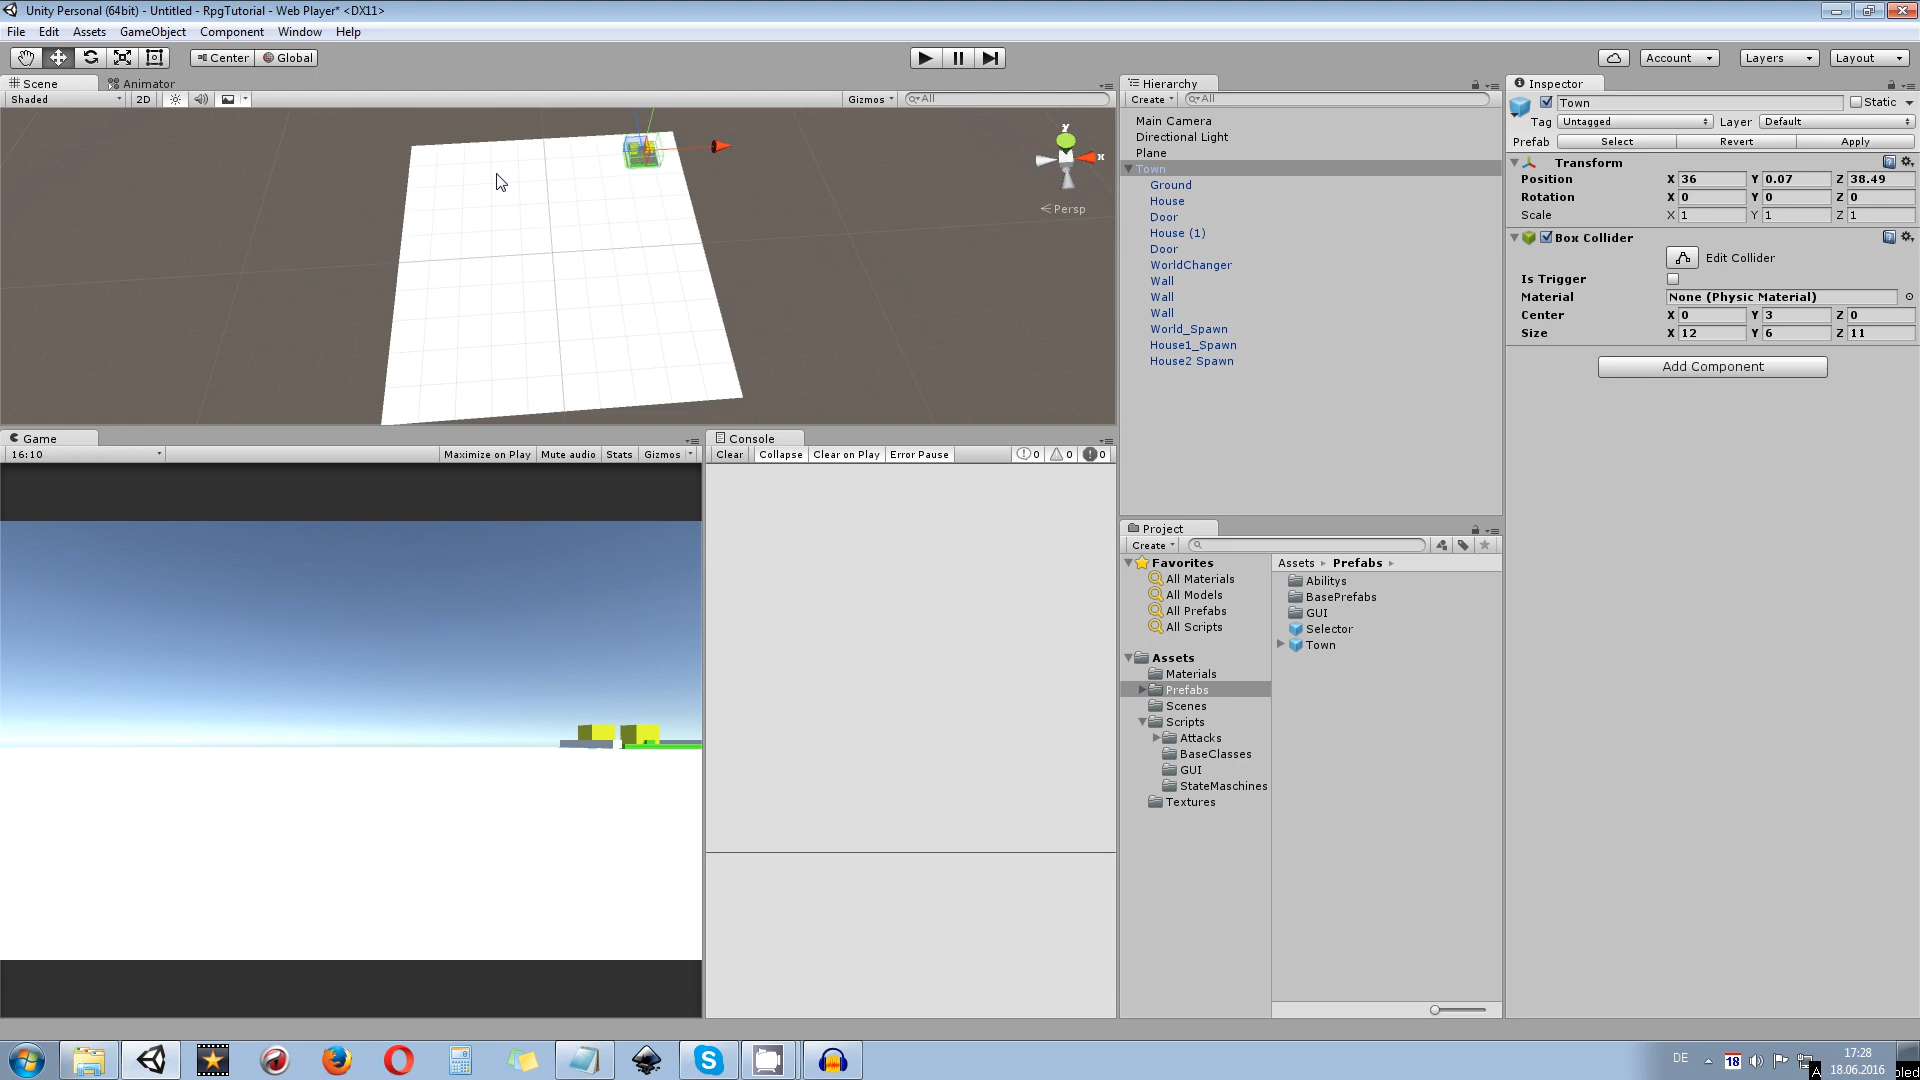 Unity Personal (64bit) - Untitled - RpgTutorial - Web Player* <DX11>
File Edit Assets GameObject Component Window Help
Center Global Account Layers Layout
Scene Animator
Shaded 2D Gizmos All
y
x
Persp
Game
16:10 Maximize on Play Mute audio Stats Gizmos
Console
Clear Collapse Clear on Play Error Pause 0 0 0
Hierarchy
Create All
Main Camera
Directional Light
Plane
Town
Ground
House
Door
House (1)
Door
WorldChanger
Wall
Wall
Wall
World_Spawn
House1_Spawn
House2 Spawn
Project
Create
Favorites
All Materials
All Models
All Prefabs
All Scripts
Assets
Materials
Prefabs
Scenes
Scripts
Attacks
BaseClasses
GUI
StateMaschines
Textures
Assets Prefabs
Abilitys
BasePrefabs
GUI
Selector
Town
Inspector
Town Static
Tag Untagged Layer Default
Prefab Select Revert Apply
Transform
Position X 36 Y 0.07 Z 38.49
Rotation X 0 Y 0 Z 0
Scale X 1 Y 1 Z 1
Box Collider
Edit Collider
Is Trigger
Material None (Physic Material)
Center X 0 Y 3 Z 0
Size X 12 Y 6 Z 11
Add Component
DE 18 17:28
18.06.2016